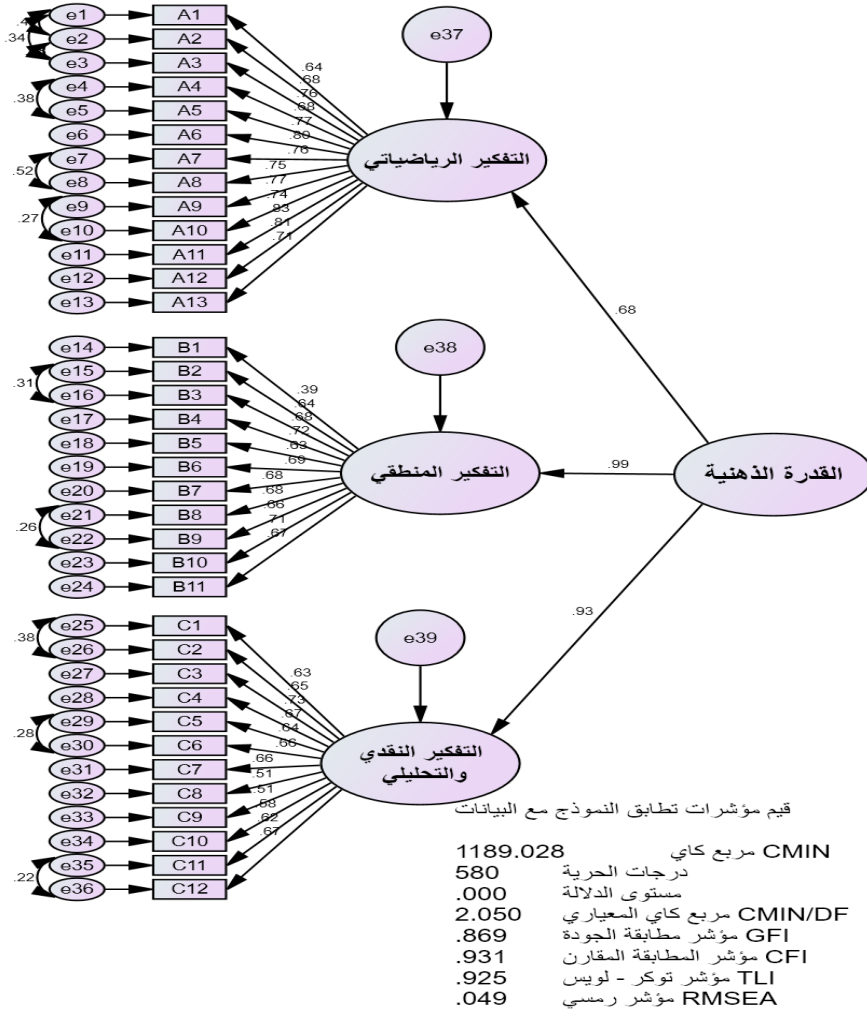 e1 A1
e2 A2
e3 A3
e4 A4
e5 A5
e6 A6
e7 A7
e8 A8
e9 A9
e10 A10
e11 A11
e12 A12
e13 A13
.34
.38
.52
.27
.64
.68
.76
.68
.77
.80
.76
.75
.77
.74
.81
.71
e37
التفكير الرياضياتي
.68
e14 B1
e15 B2
e16 B3
e17 B4
e18 B5
e19 B6
e20 B7
e21 B8
e22 B9
e23 B10
e24 B11
.31
.26
.39
.64
.68
.72
.63
.69
.68
.68
.66
.71
.67
e38
التفكير المنطقي
.99
القدرة الذهنية
e25 C1
e26 C2
e27 C3
e28 C4
e29 C5
e30 C6
e31 C7
e32 C8
e33 C9
e34 C10
e35 C11
e36 C12
.38
.28
.22
.63
.65
.73
.67
.64
.66
.66
.51
.51
.58
.62
.67
e39
التفكير النقدي
والتحليلي
.93
قيم مؤشرات تطابق النموذج مع البيانات
CMIN مربع كاي 1189.028
درجات الحرية 580
مستوى الدلالة .000
CMIN/DF مربع كاي المعياري 2.050
GFI مؤشر مطابقة الجودة .869
CFI مؤشر المطابقة المقارن .931
TLI مؤشر توكر - لويس .925
RMSEA مؤشر رمسي .049